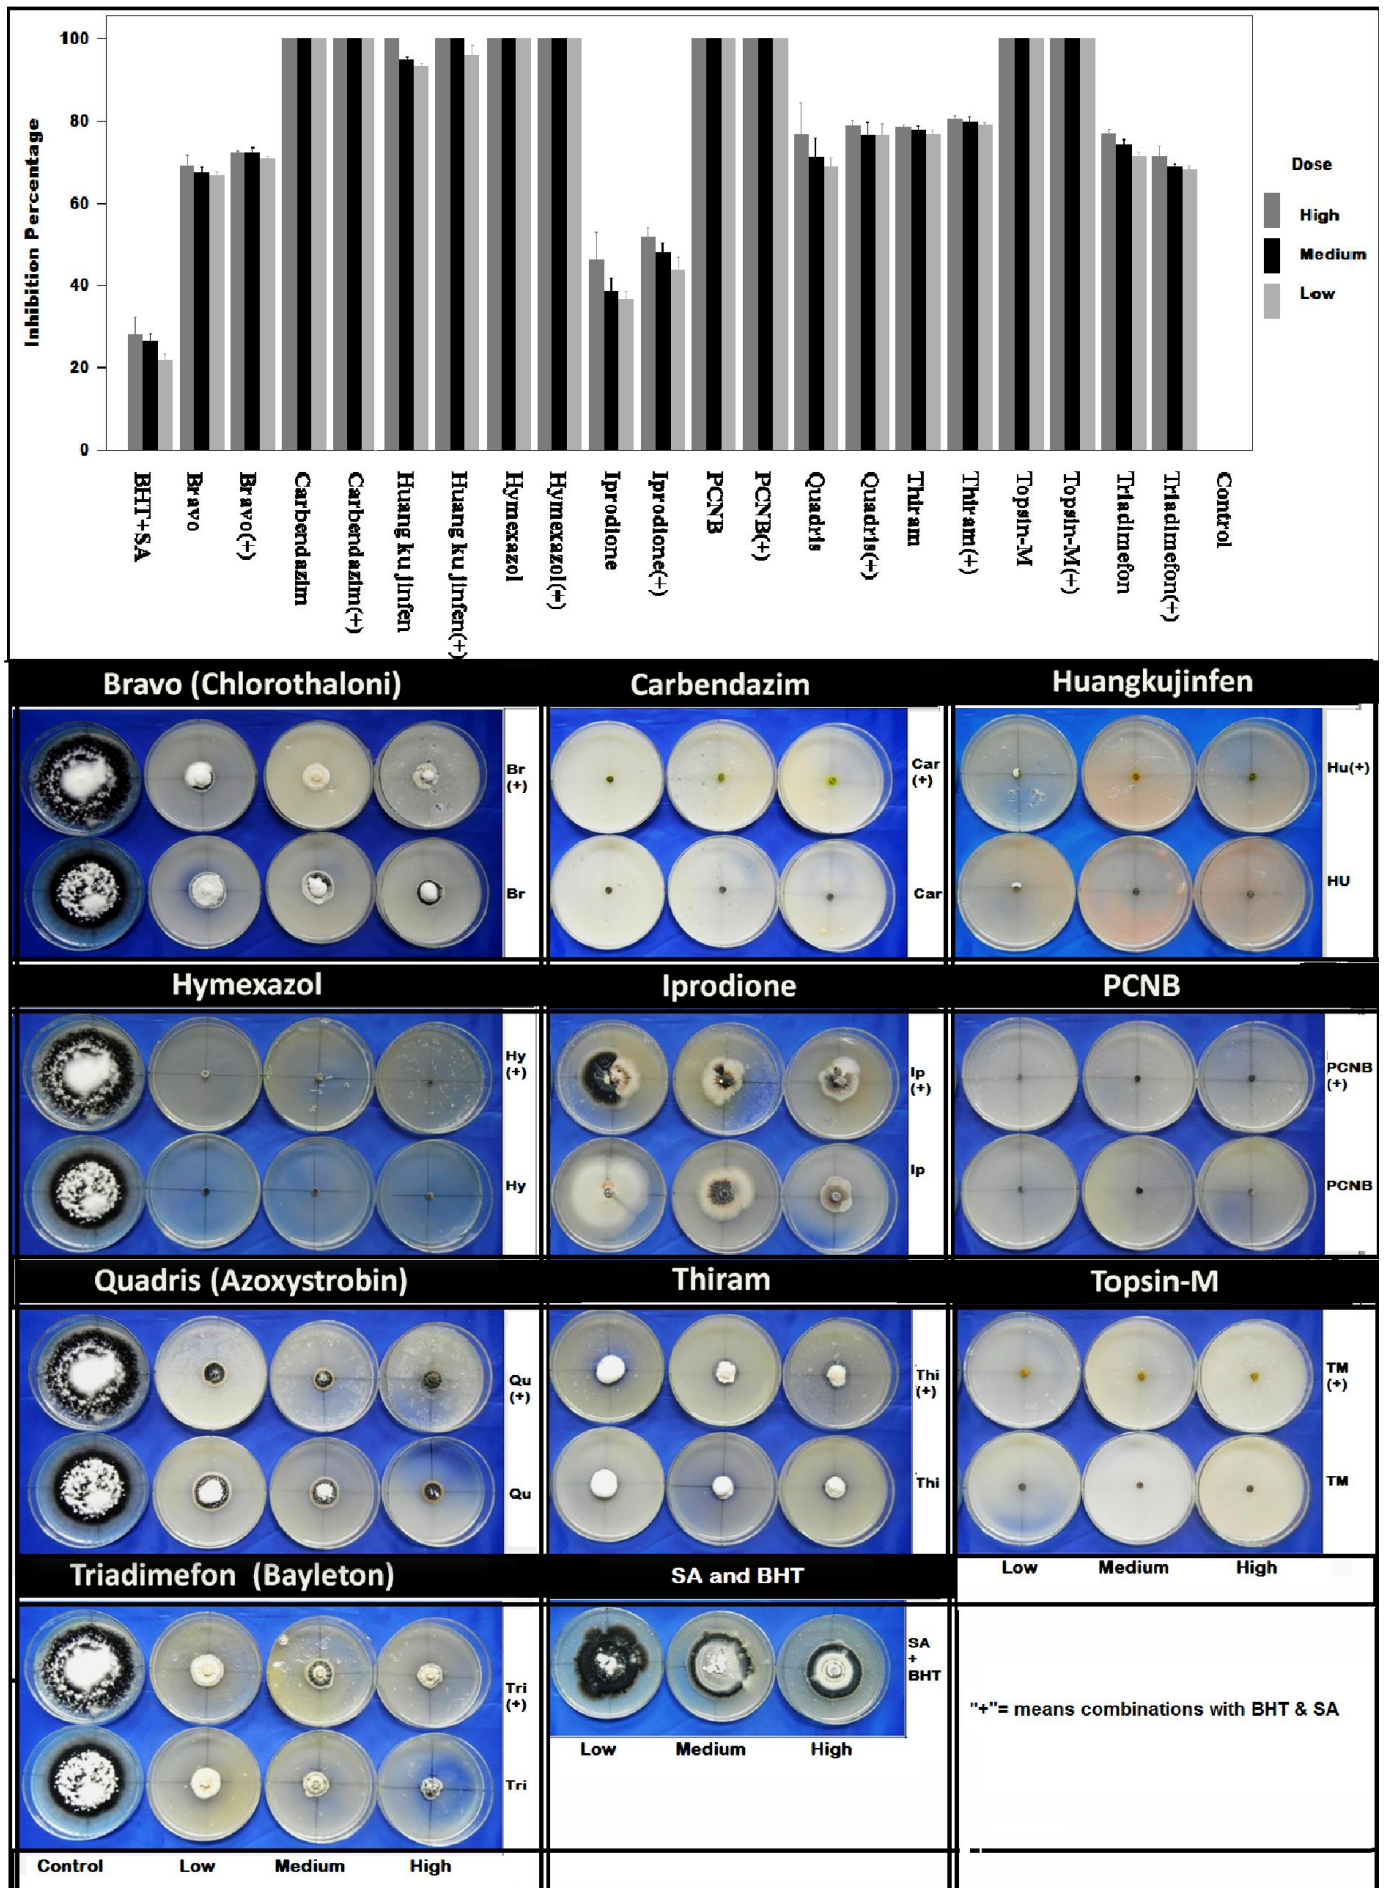 100
80
60
40
20
0
Inhibition Percentage
Dose
High
Medium
Low
BHT+SA
Bravo
Bravo(+)
Carbendazim
Carbendazim(+)
Huang ku jinfen
Huang ku jinfen(+)
Hymexazol
Hymexazol(+)
Iprodione
Iprodione(+)
PCNB
PCNB(+)
Quadris
Quadris(+)
Thiram
Thiram(+)
Topsin-M
Topsin-M(+)
Triadimefon
Triadimefon(+)
Control
Bravo (Chlorothaloni)
Carbendazim
Huangkujinfen
Br
(+)
Br
Car
(+)
Car
Hu(+)
HU
Hymexazol
Iprodione
PCNB
Hy
(+)
Hy
Ip
(+)
Ip
PCNB
(+)
PCNB
Quadris (Azoxystrobin)
Thiram
Topsin-M
Qu
(+)
Qu
Thi
(+)
Thi
TM
(+)
TM
Low Medium High
Triadimefon (Bayleton)
SA and BHT
Tri
(+)
Tri
SA
+
BHT
Low Medium High
"+"= means combinations with BHT & SA
Control Low Medium High